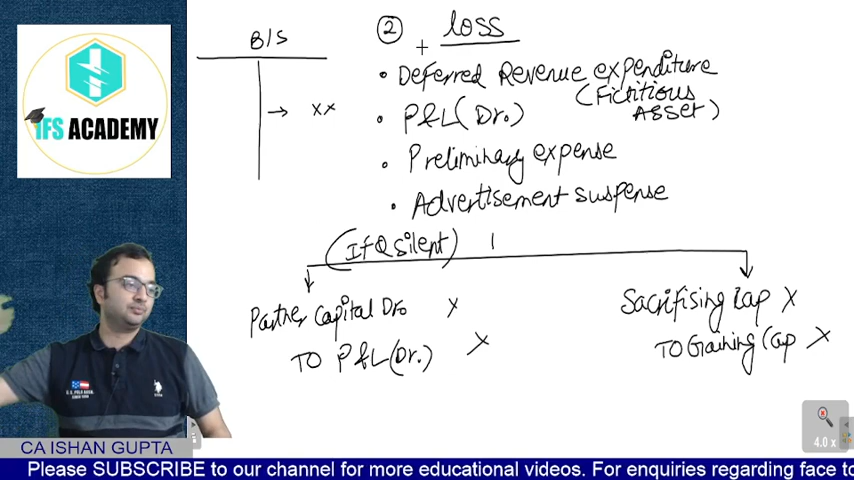 B/S
→ xx
② loss
• Deferred Revenue expenditure
(Fictitious
ASSET)
• P&L (Dr.)
• Preliminary expense
• Advertisement suspense
(If Q Silent)
Partner Capital Dr. x
TO P&L (Dr.) x
Sacrifising Cap x
TO Gaining Cap x
IFS ACADEMY
CA ISHAN GUPTA
Please SUBSCRIBE to our channel for more educational videos. For enquiries regarding face to
4.0 x